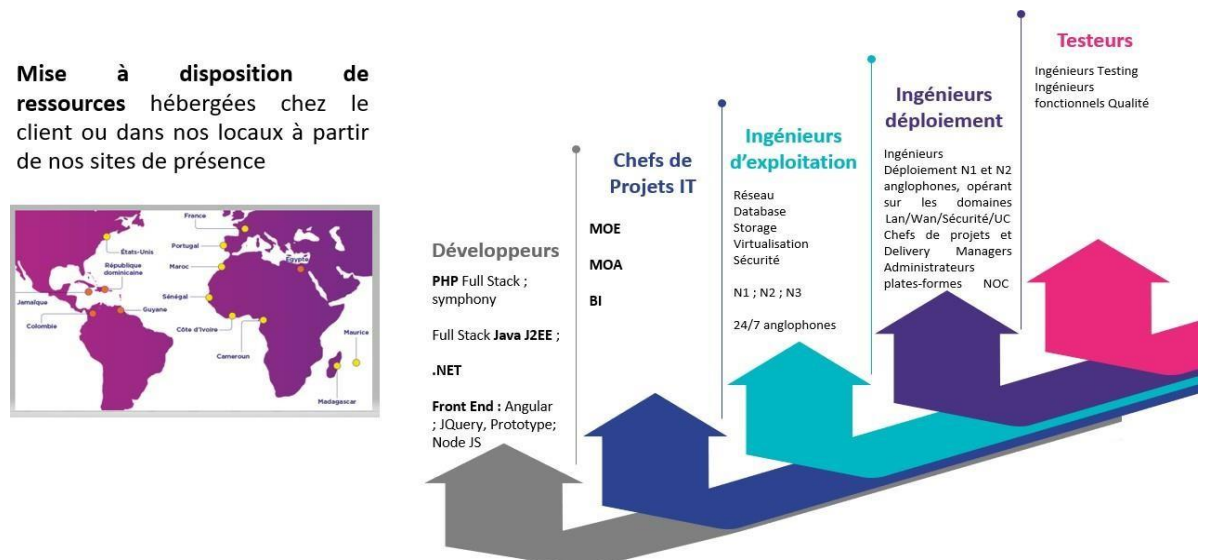 Mise à disposition de
ressources hébergées chez le
client ou dans nos locaux à partir
de nos sites de présence
France
États-Unis
Portugal
République
dominicaine
Maroc
Égypte
Jamaïque
Sénégal
Guyane
Colombie
Côte d'Ivoire
Maurice
Cameroun
Madagascar
Développeurs
PHP Full Stack ;
symphony
Full Stack Java J2EE ;
.NET
Front End : Angular
; JQuery, Prototype;
Node JS
Chefs de
Projets IT
MOE
MOA
BI
Ingénieurs
d'exploitation
Réseau
Database
Storage
Virtualisation
Sécurité
N1 ; N2 ; N3
24/7 anglophones
Ingénieurs
déploiement
Ingénieurs
Déploiement N1 et N2
anglophones, opérant
sur les domaines
Lan/Wan/Sécurité/UC
Chefs de projets et
Delivery Managers
Administrateurs
plates-formes NOC
Testeurs
Ingénieurs Testing
Ingénieurs
fonctionnels Qualité